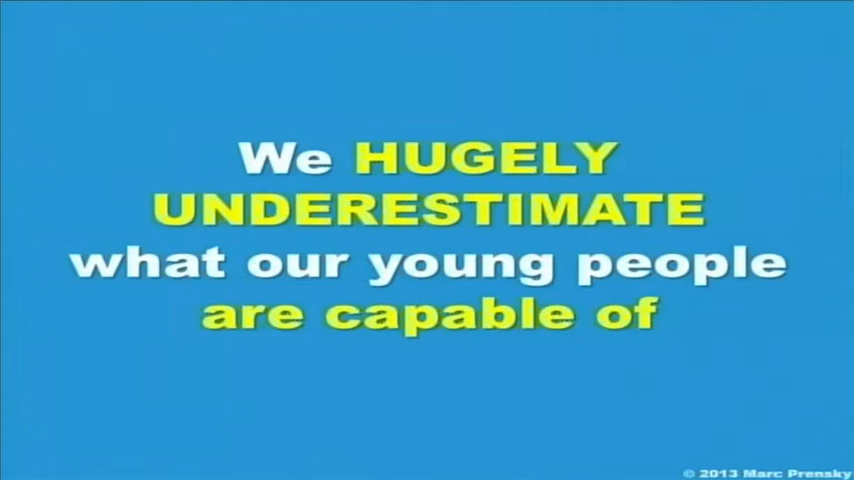 We HUGELY
UNDERESTIMATE
what our young people
are capable of
© 2013 Marc Prensky